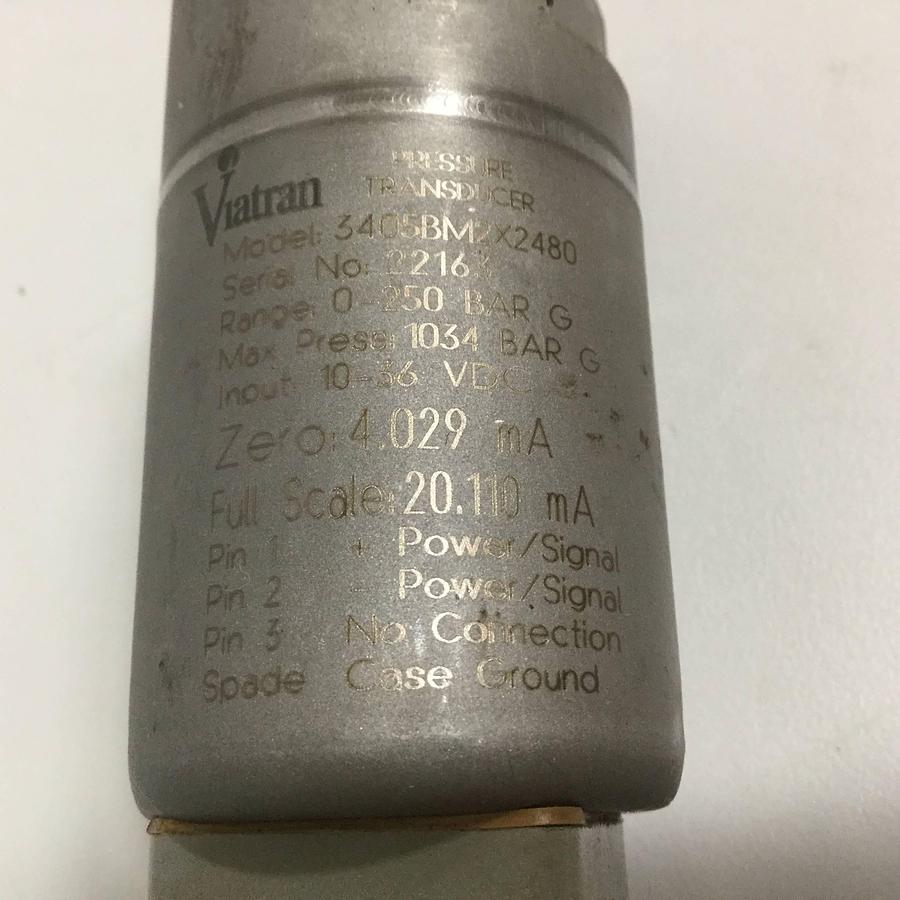 Viatran
PRESSURE
TRANSDUCER
Model: 3405BM2X2480
Serial No:
Range: 0-250 BAR G
Max Press: 1034 BAR G
Input: 10-36 VDC
Zero: 4.029 mA
Full Scale: 20.110 mA
Pin 1 + Power/Signal
Pin 2 - Power/Signal
Pin 3 No Connection
Spade Case Ground